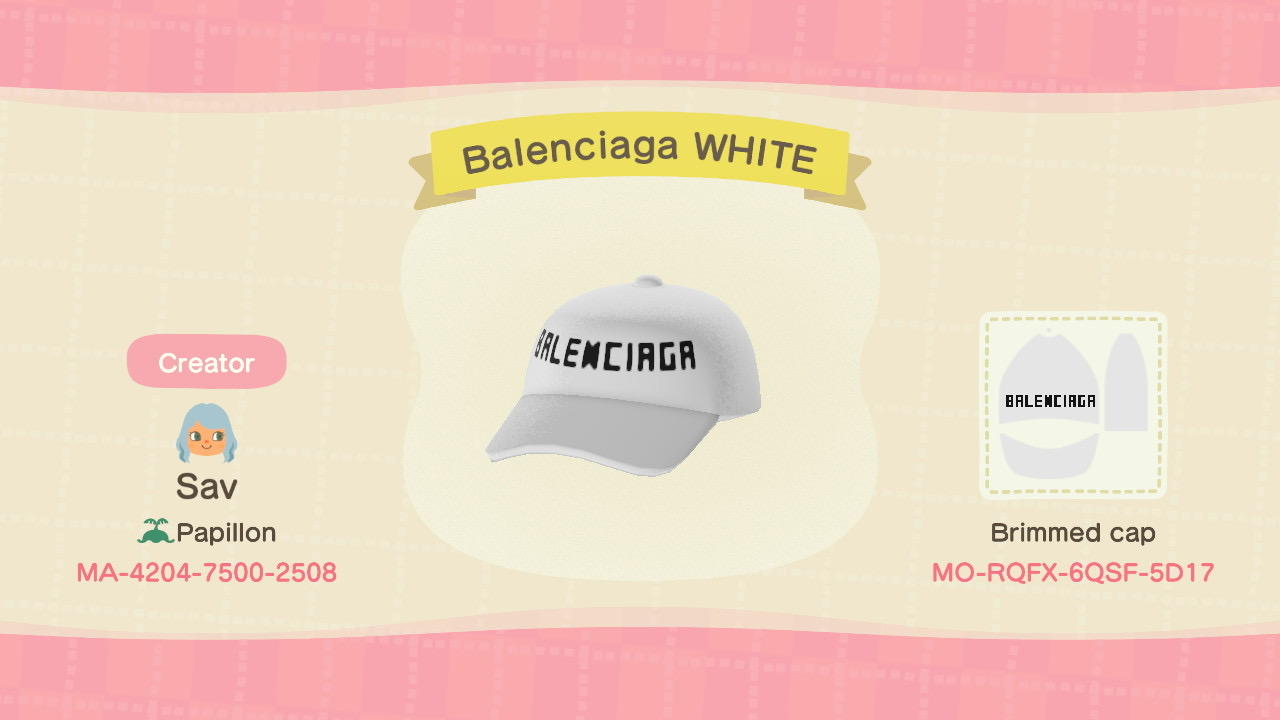 Balenciaga WHITE
BALENCIAGA
Creator
Sav
Papillon
MA-4204-7500-2508
BALENCIAGA
Brimmed cap
MO-RQFX-6QSF-5D17